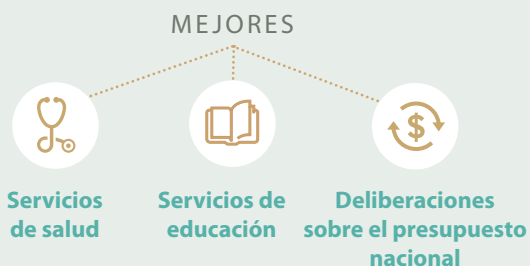 MEJORES
$
Servicios
de salud
Servicios de
educación
Deliberaciones
sobre el presupuesto
nacional